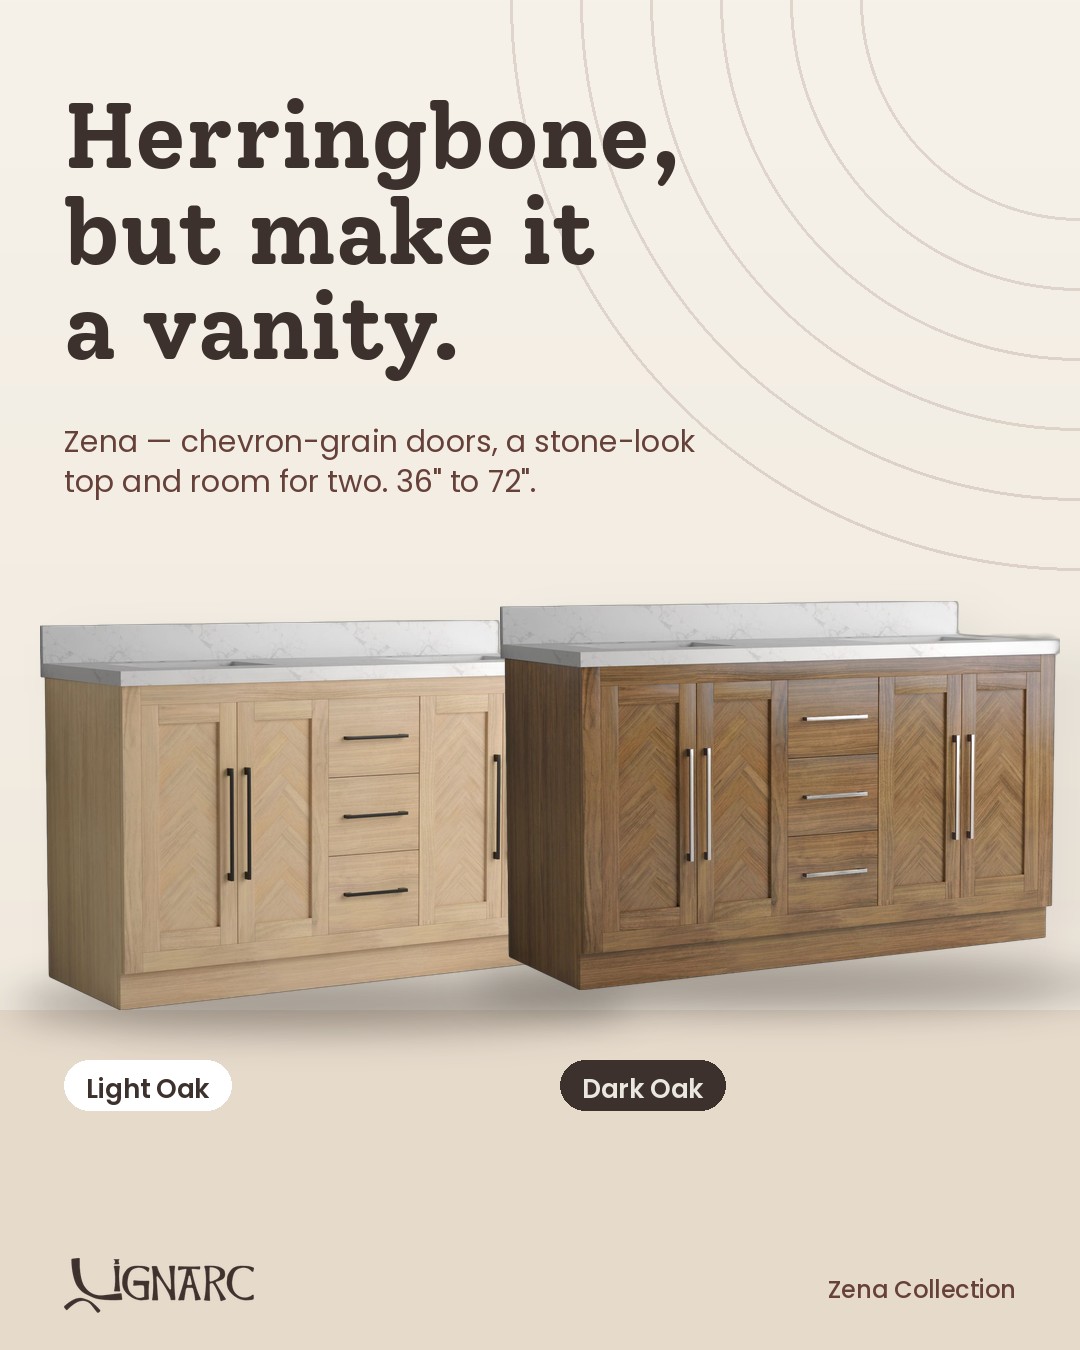 Herringbone,
but make it
a vanity.
Zena — chevron-grain doors, a stone-look
top and room for two. 36" to 72".
Light Oak
Dark Oak
LIGNARC
Zena Collection